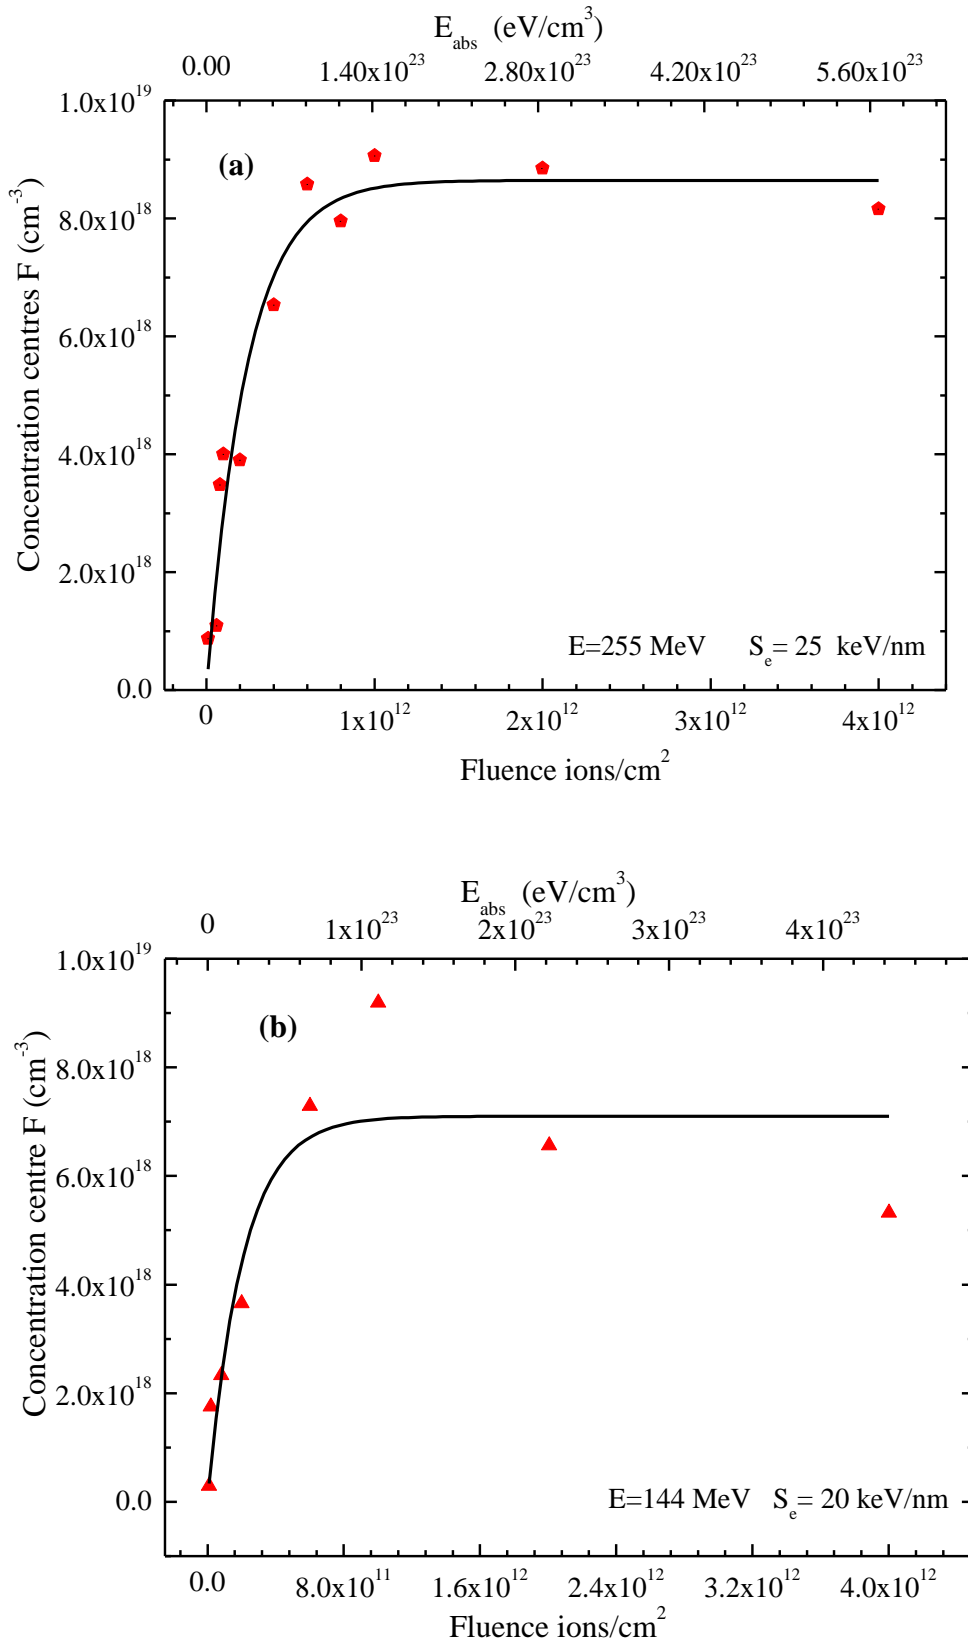 E_abs (eV/cm^3)
0.00 1.40x10^23 2.80x10^23 4.20x10^23 5.60x10^23
1.0x10^19
(a)
8.0x10^18
6.0x10^18
4.0x10^18
2.0x10^18
0.0
Concentration centres F (cm^-3)
E=255 MeV S_e= 25 keV/nm
0 1x10^12 2x10^12 3x10^12 4x10^12
Fluence ions/cm^2
E_abs (eV/cm^3)
0 1x10^23 2x10^23 3x10^23 4x10^23
1.0x10^19
(b)
8.0x10^18
6.0x10^18
4.0x10^18
2.0x10^18
0.0
Concentration centre F (cm^-3)
E=144 MeV S_e= 20 keV/nm
0.0 8.0x10^11 1.6x10^12 2.4x10^12 3.2x10^12 4.0x10^12
Fluence ions/cm^2